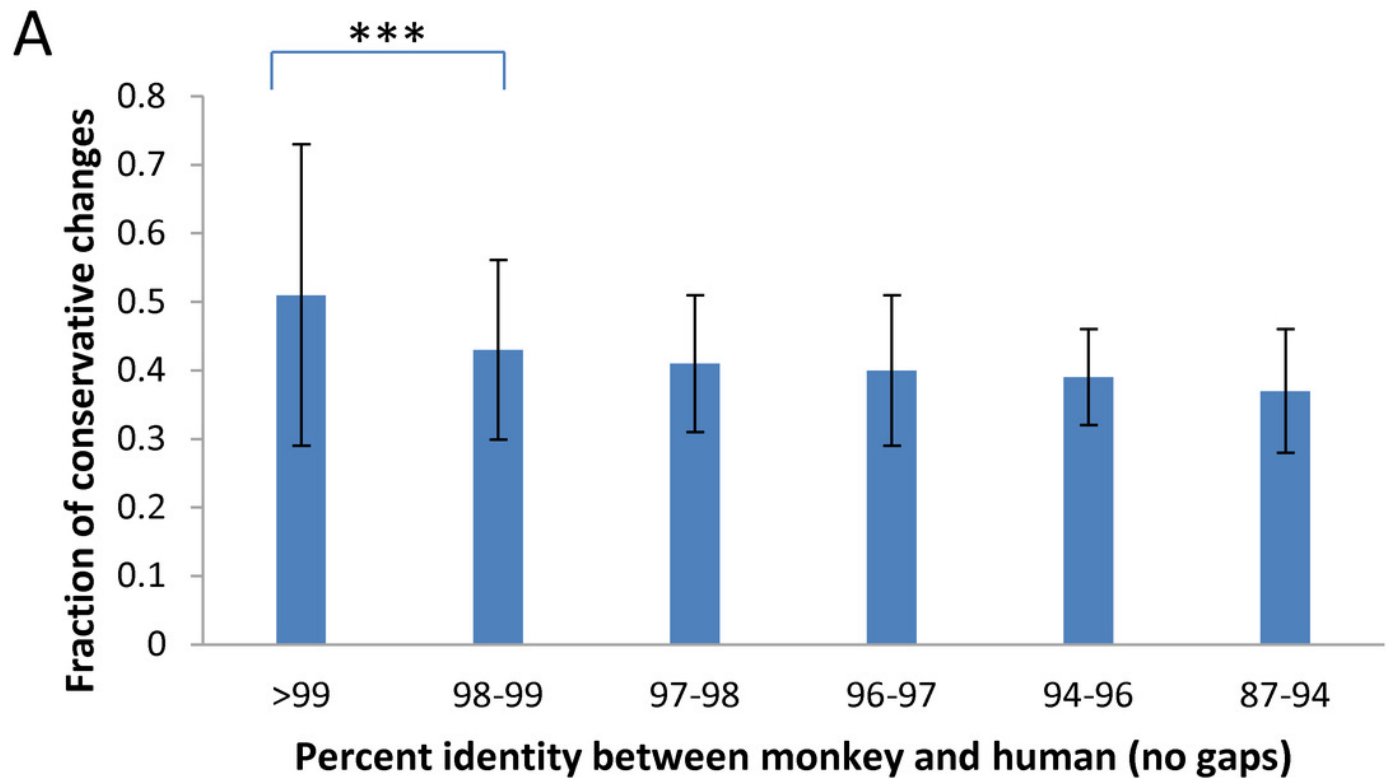 A
***
Fraction of conservative changes
0.8
0.7
0.6
0.5
0.4
0.3
0.2
0.1
0
>99 98-99 97-98 96-97 94-96 87-94
Percent identity between monkey and human (no gaps)